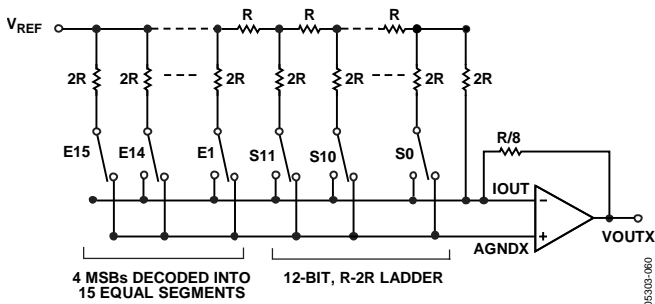 R R R
VREF
2R 2R 2R 2R 2R 2R 2R
R/8
E15 E14 E1 S11 S10 S0
IOUT
VOUTX
AGNDX
4 MSBs DECODED INTO
15 EQUAL SEGMENTS
12-BIT, R-2R LADDER
05303-060